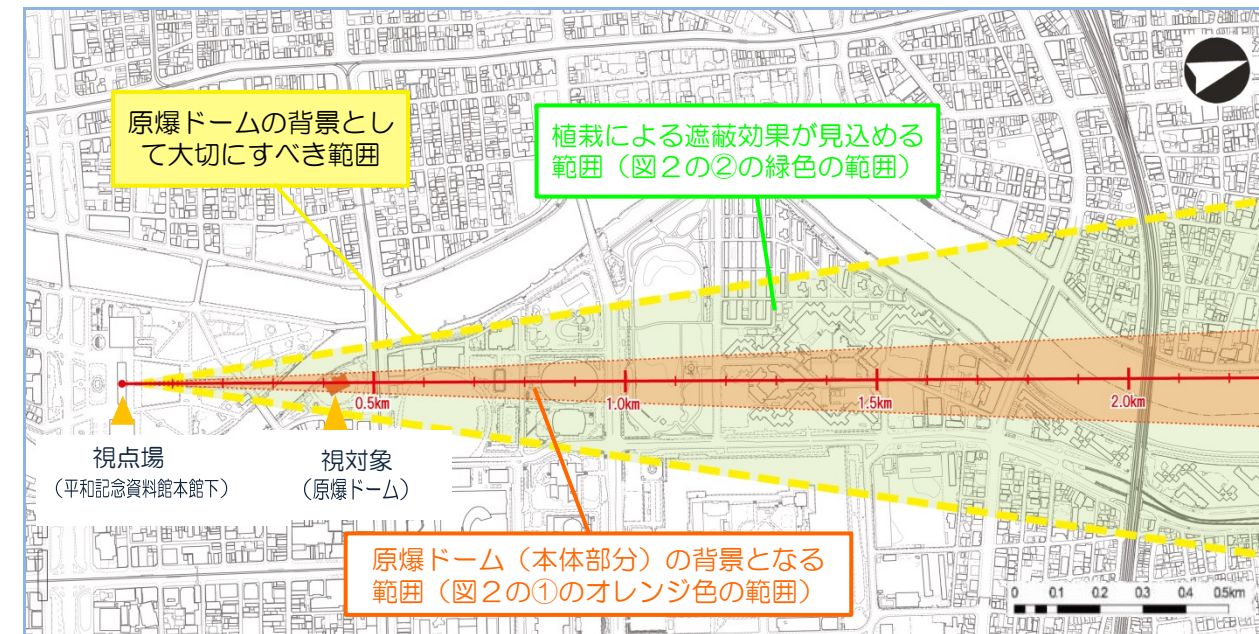 原爆ドームの背景とし
て大切にすべき範囲
植栽による遮蔽効果が見込める
範囲（図２の②の緑色の範囲）
0.5km
1.0km
1.5km
2.0km
視点場
（平和記念資料館本館下）
視対象
（原爆ドーム）
原爆ドーム（本体部分）の背景となる
範囲（図２の①のオレンジ色の範囲）
0 0.1 0.2 0.3 0.4 0.5km